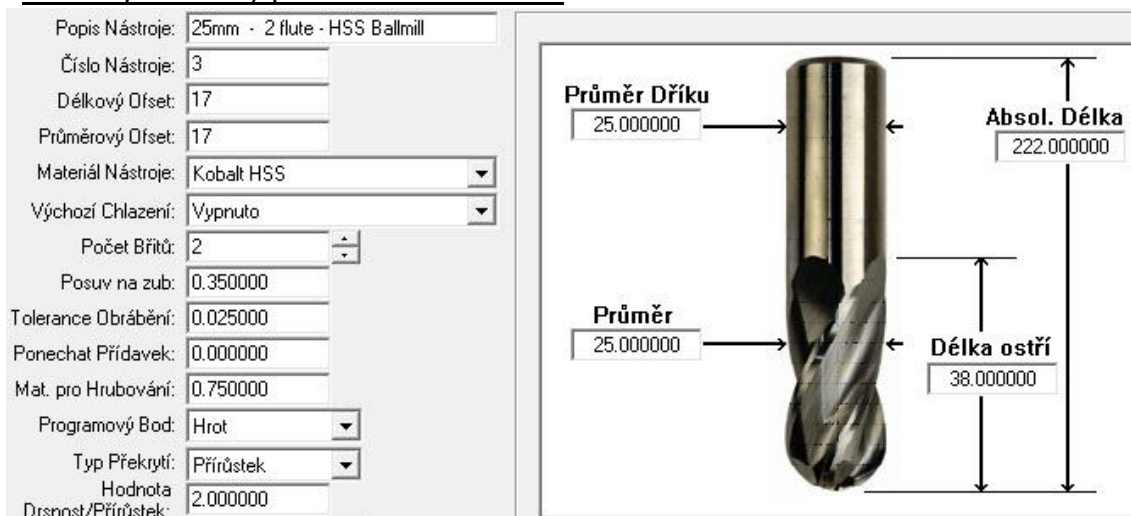 Popis Nástroje: 25mm - 2 flute - HSS Ballmill
Číslo Nástroje: 3
Délkový Ofset: 17
Průměrový Ofset: 17
Materiál Nástroje: Kobalt HSS
Výchozí Chlazení: Vypnuto
Počet Břitů: 2
Posuv na zub: 0.350000
Tolerance Obrábění: 0.025000
Ponechat Přídavek: 0.000000
Mat. pro Hrubování: 0.750000
Programový Bod: Hrot
Typ Překrytí: Přírůstek
Hodnota
Drsnost/Přírůstek: 2.000000
Průměr Dříku
25.000000
Absol. Délka
222.000000
Průměr
25.000000
Délka ostří
38.000000